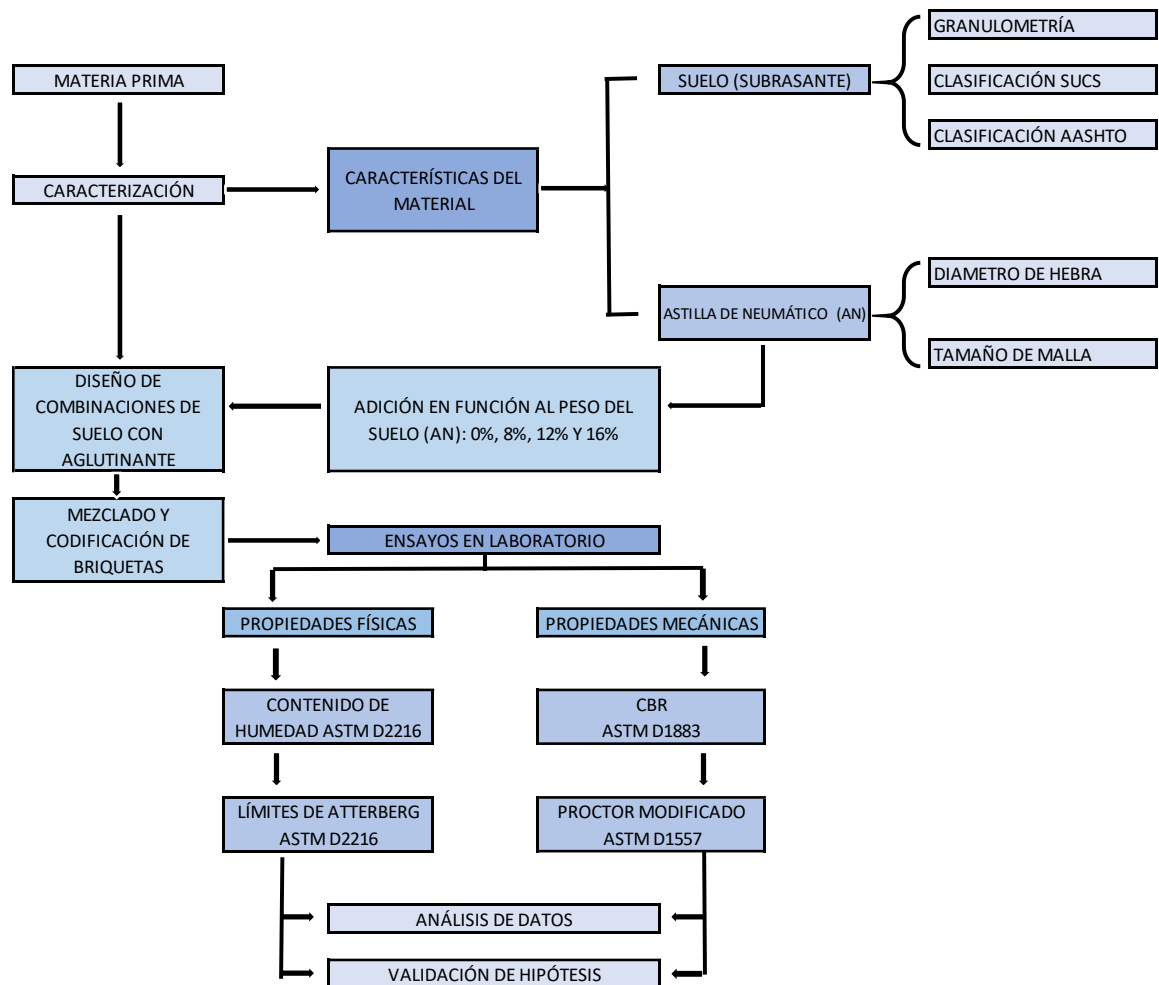 GRANULOMETRÍA
MATERIA PRIMA
SUELO (SUBRASANTE)
CLASIFICACIÓN SUCS
CLASIFICACIÓN AASHTO
CARACTERIZACIÓN
CARACTERÍSTICAS DEL
MATERIAL
DIAMETRO DE HEBRA
ASTILLA DE NEUMÁTICO (AN)
TAMAÑO DE MALLA
DISEÑO DE
COMBINACIONES DE
SUELO CON
AGLUTINANTE
ADICIÓN EN FUNCIÓN AL PESO DEL
SUELO (AN): 0%, 8%, 12% Y 16%
MEZCLADO Y
CODIFICACIÓN DE
BRIQUETAS
ENSAYOS EN LABORATORIO
PROPIEDADES FÍSICAS
PROPIEDADES MECÁNICAS
CONTENIDO DE
HUMEDAD ASTM D2216
CBR
ASTM D1883
LÍMITES DE ATTERBERG
ASTM D2216
PROCTOR MODIFICADO
ASTM D1557
ANÁLISIS DE DATOS
VALIDACIÓN DE HIPÓTESIS